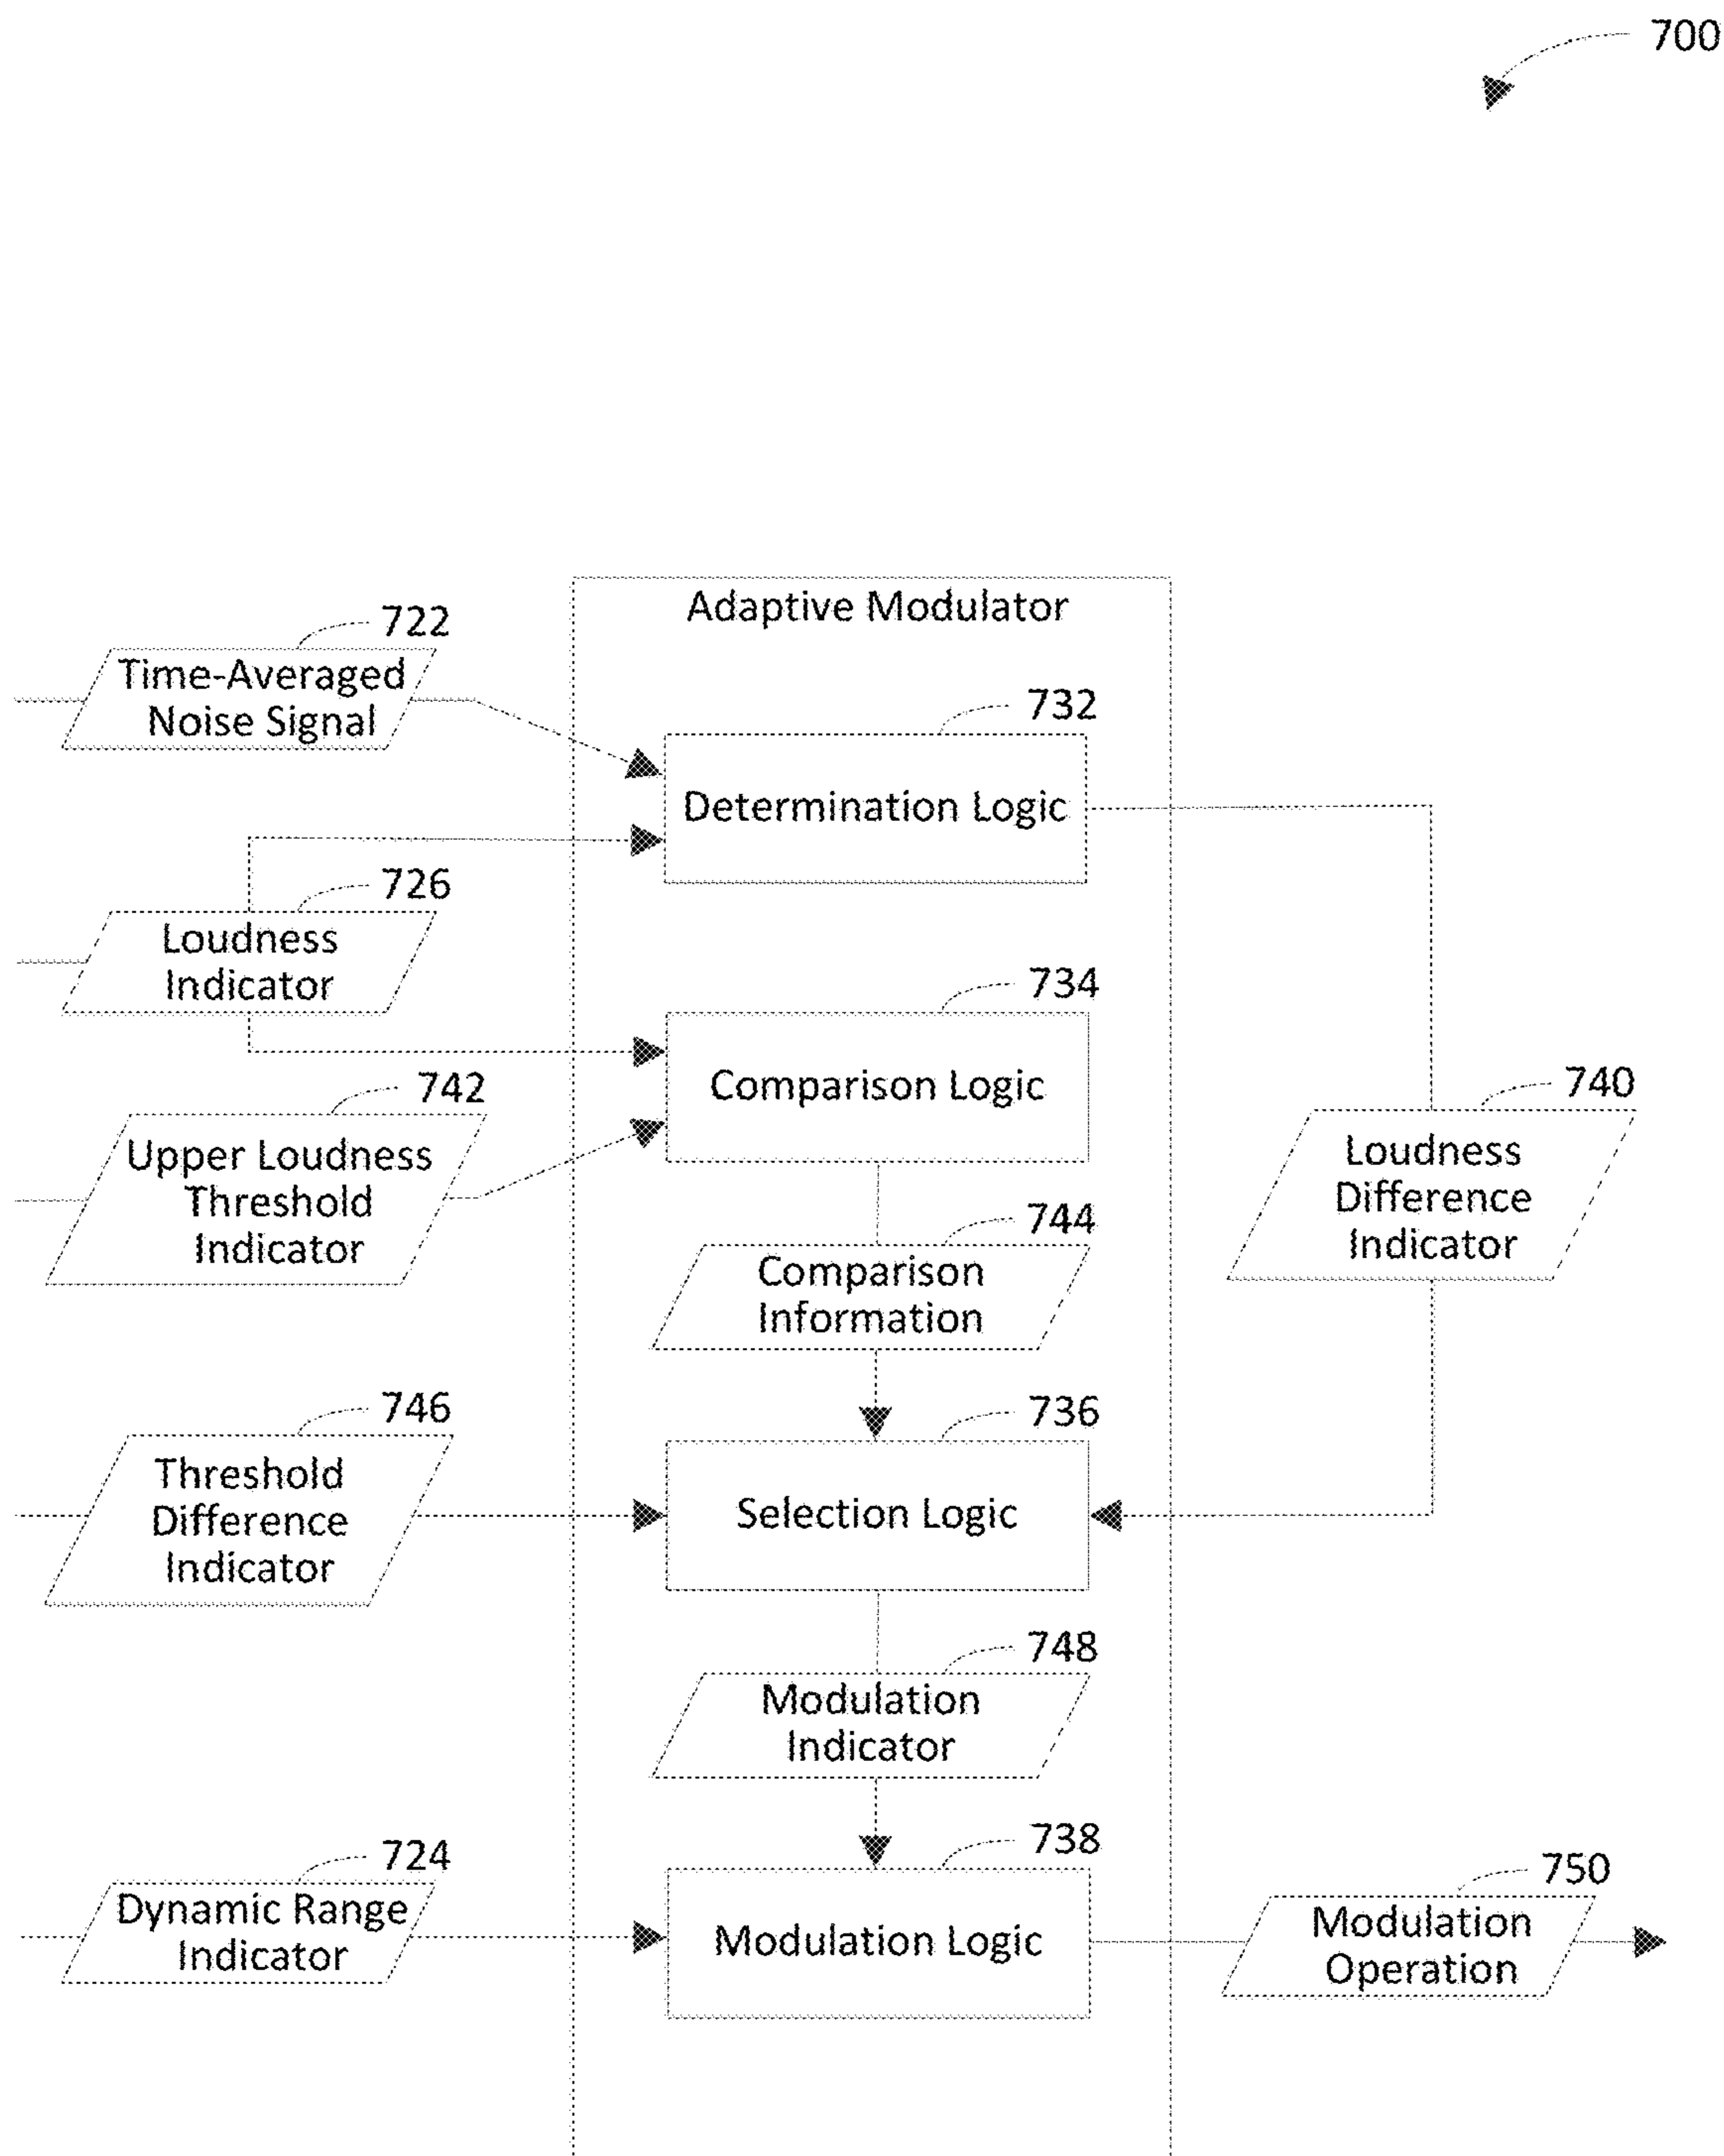 700
Adaptive Modulator
722
Time-Averaged
Noise Signal
732
Determination Logic
726
Loudness
Indicator
734
Comparison Logic
742
Upper Loudness
Threshold
Indicator
740
Loudness
Difference
Indicator
744
Comparison
Information
746
Threshold
Difference
Indicator
736
Selection Logic
748
Modulation
Indicator
724
Dynamic Range
Indicator
738
Modulation Logic
750
Modulation
Operation